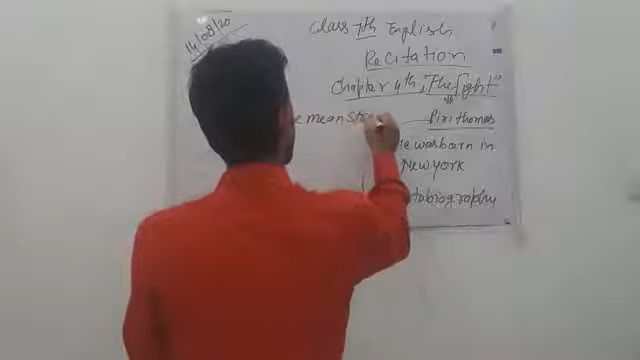 14/08/20
Class 7th English
Recitation
Chapter 4th, "The fight"
e mean st
Piri thomas
e was born in
New york
tobiography